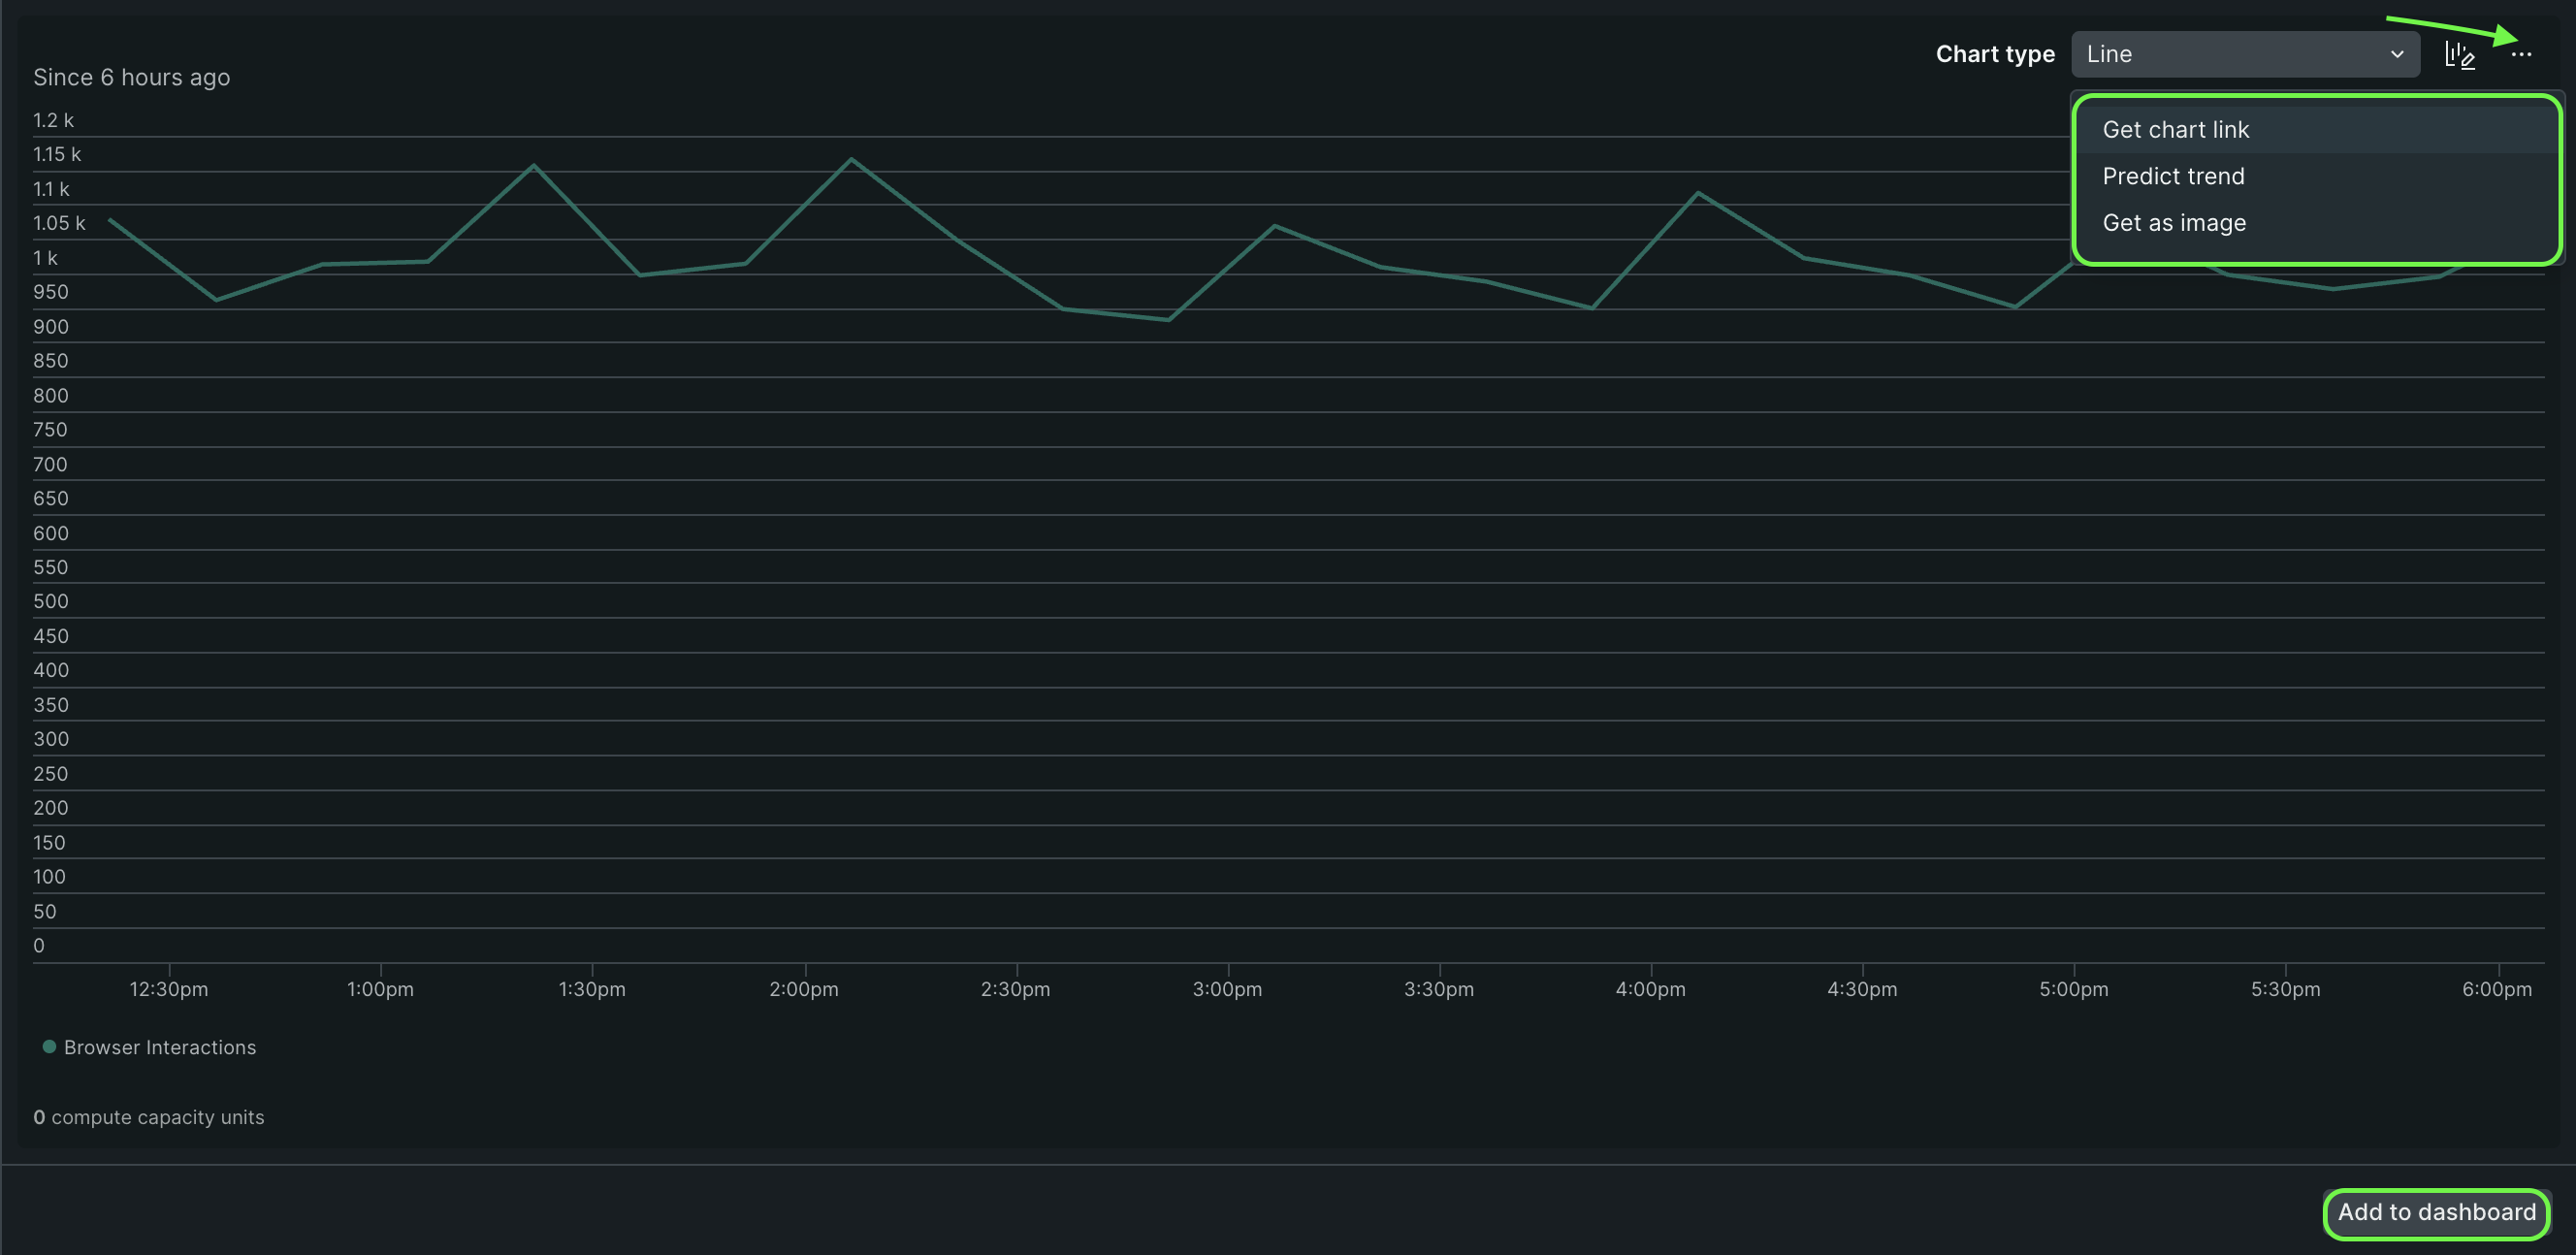 Chart type Line
Since 6 hours ago
Get chart link
Predict trend
Get as image
1.2 k
1.15 k
1.1 k
1.05 k
1 k
950
900
850
800
750
700
650
600
550
500
450
400
350
300
250
200
150
100
50
0
12:30pm 1:00pm 1:30pm 2:00pm 2:30pm 3:00pm 3:30pm 4:00pm 4:30pm 5:00pm 5:30pm 6:00pm
Browser Interactions
0 compute capacity units
Add to dashboard